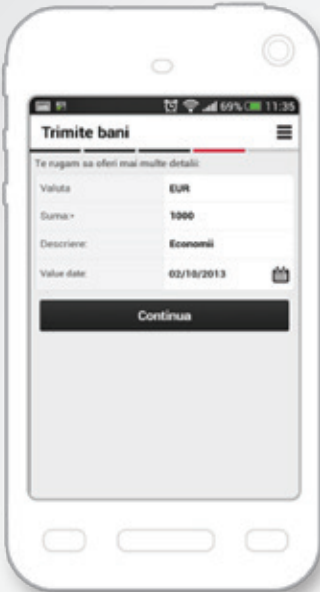 69% 11:35
Trimite bani
Te rugam sa oferi mai multe detalii:
Valuta EUR
Suma:* 1000
Descriere: Economii
Value date: 02/10/2013
Continua